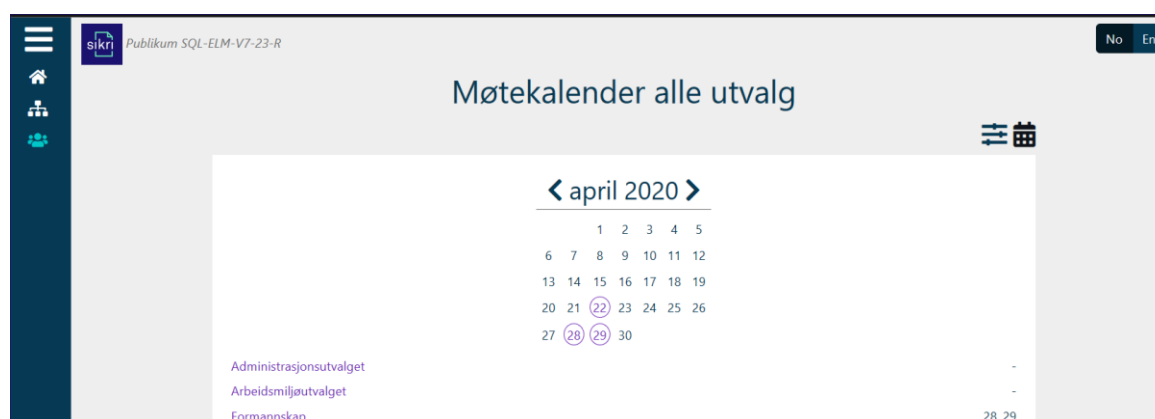 sikri Publikum SQL-ELM-V7-23-R
No En
Møtekalender alle utvalg
april 2020
1 2 3 4 5
6 7 8 9 10 11 12
13 14 15 16 17 18 19
20 21 22 23 24 25 26
27 28 29 30
Administrasjonsutvalget -
Arbeidsmiljøutvalget -
Formannskap 28 29